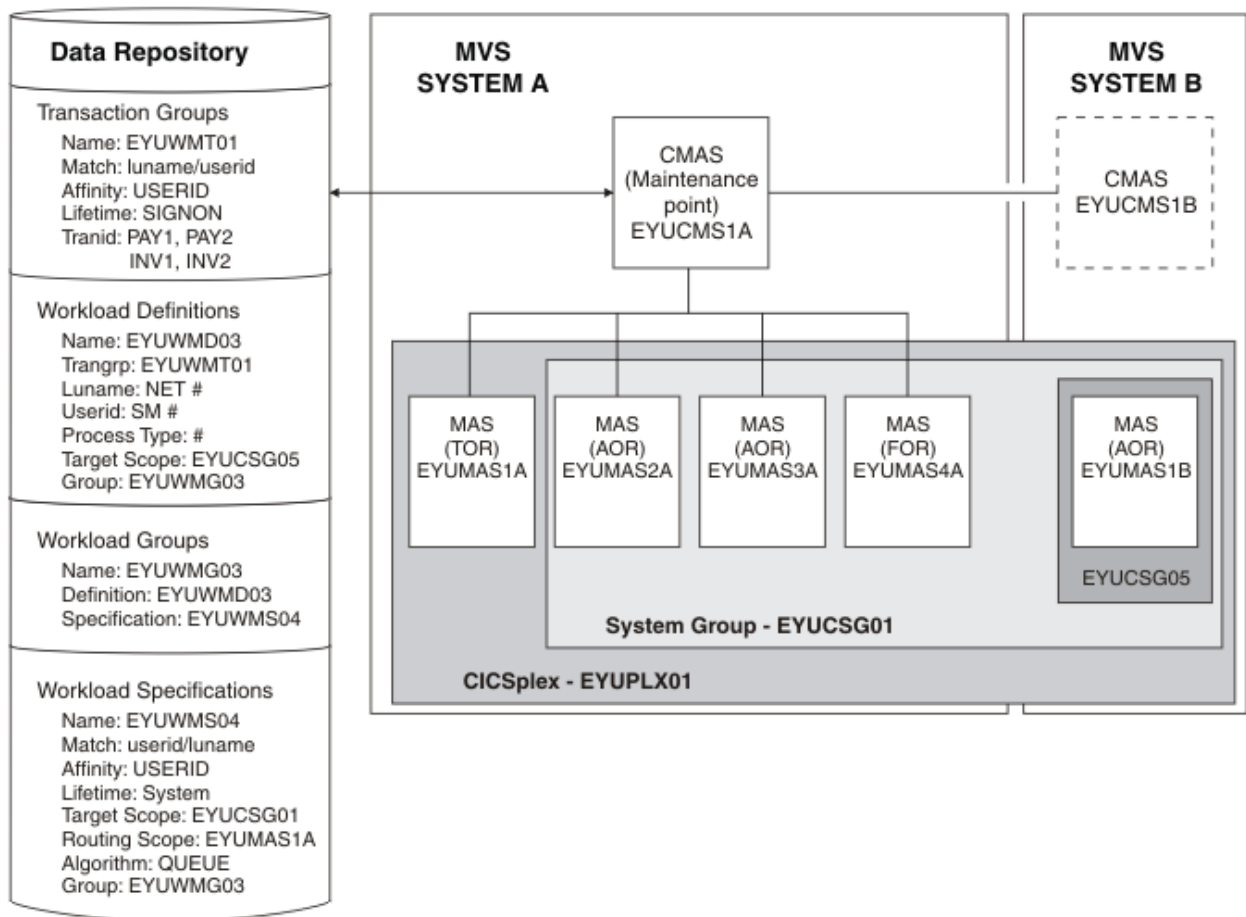 Data Repository
Transaction Groups
Name: EYUWMT01
Match: luname/userid
Affinity: USERID
Lifetime: SIGNON
Tranid: PAY1, PAY2
INV1, INV2
Workload Definitions
Name: EYUWMD03
Trangrp: EYUWMT01
Luname: NET #
Userid: SM #
Process Type: #
Target Scope: EYUCSG05
Group: EYUWMG03
Workload Groups
Name: EYUWMG03
Definition: EYUWMD03
Specification: EYUWMS04
Workload Specifications
Name: EYUWMS04
Match: userid/luname
Affinity: USERID
Lifetime: System
Target Scope: EYUCSG01
Routing Scope: EYUMAS1A
Algorithm: QUEUE
Group: EYUWMG03
MVS
SYSTEM A
CMAS
(Maintenance
point)
EYUCMS1A
MAS
(TOR)
EYUMAS1A
MAS
(AOR)
EYUMAS2A
MAS
(AOR)
EYUMAS3A
MAS
(FOR)
EYUMAS4A
System Group - EYUCSG01
CICSplex - EYUPLX01
MVS
SYSTEM B
CMAS
EYUCMS1B
MAS
(AOR)
EYUMAS1B
EYUCSG05